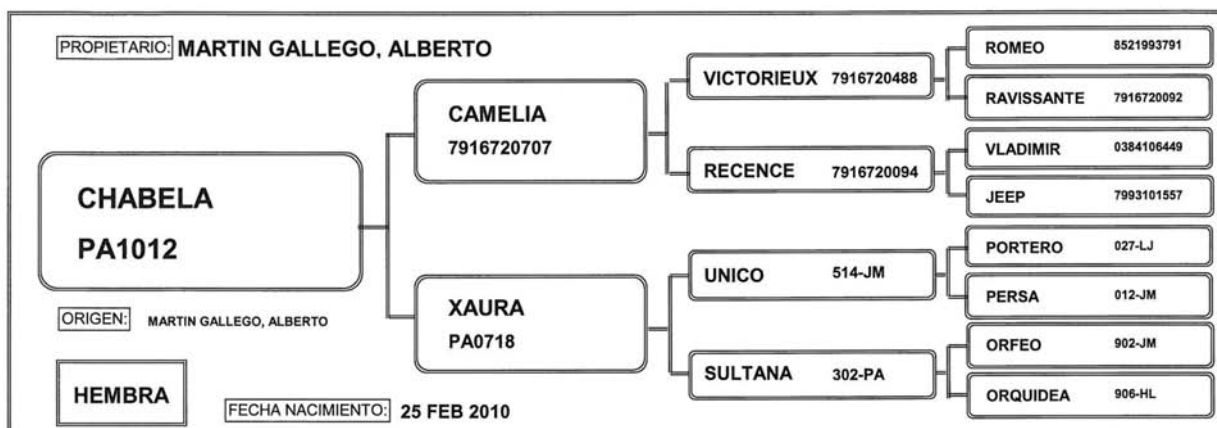 PROPIETARIO: MARTIN GALLEGO, ALBERTO
CHABELA
PA1012
ORIGEN: MARTIN GALLEGO, ALBERTO
HEMBRA
FECHA NACIMIENTO: 25 FEB 2010
CAMELIA
7916720707
XAURA
PA0718
VICTORIEUX 7916720488
RECENCE 7916720094
UNICO 514-JM
SULTANA 302-PA
ROMEO 8521993791
RAVISSANTE 7916720092
VLADIMIR 0384106449
JEEP 7993101557
PORTERO 027-LJ
PERSA 012-JM
ORFEO 902-JM
ORQUIDEA 906-HL